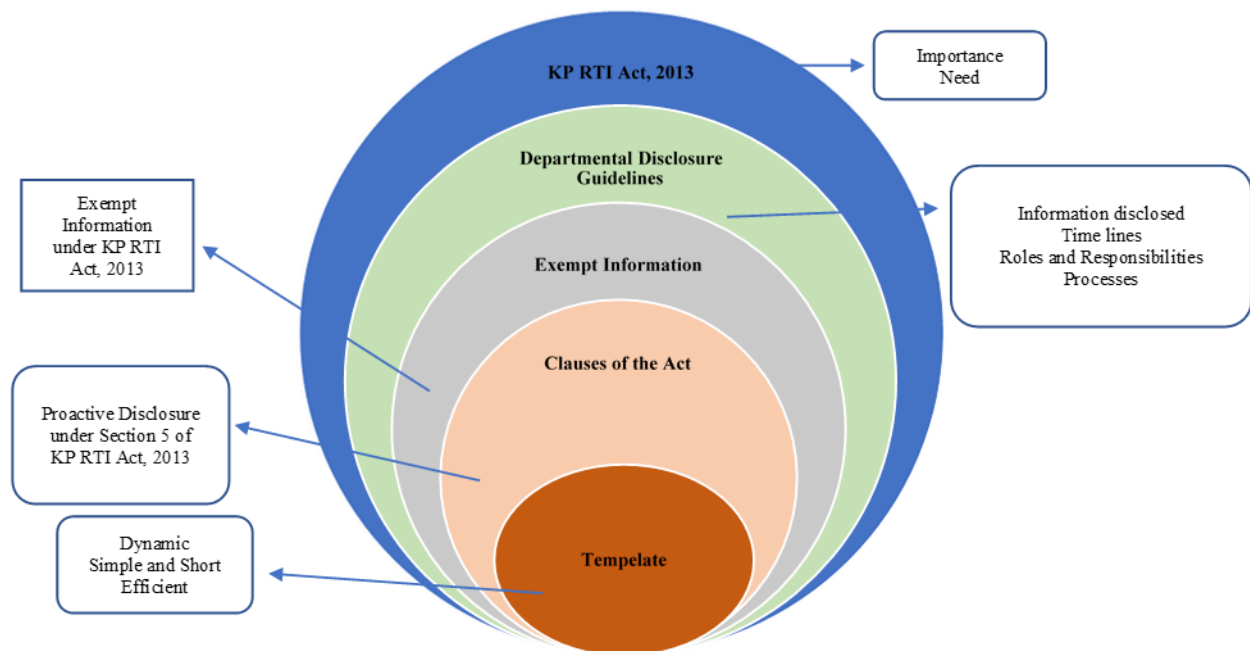 KP RTI Act, 2013
Importance
Need
Departmental Disclosure
Guidelines
Information disclosed
Time lines
Roles and Responsibilities
Processes
Exempt
Information
under KP RTI
Act, 2013
Exempt Information
Clauses of the Act
Proactive Disclosure
under Section 5 of
KP RTI Act, 2013
Dynamic
Simple and Short
Efficient
Tempelate